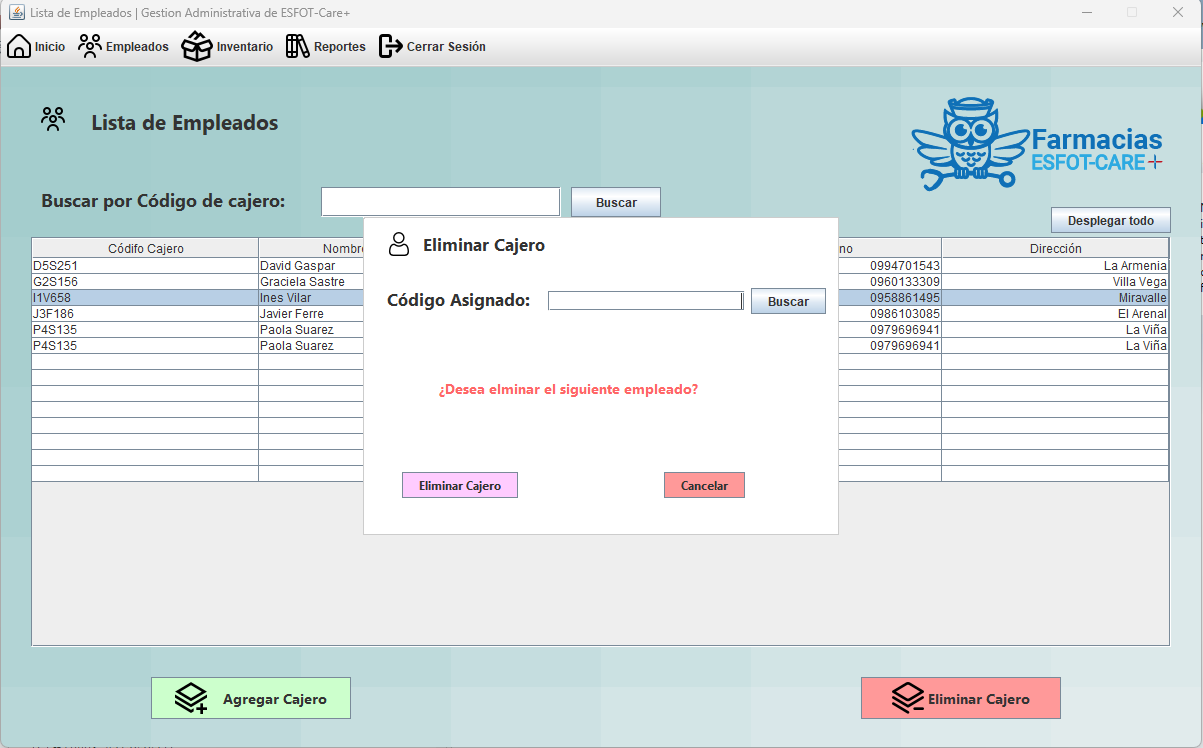 Lista de Empleados | Gestion Administrativa de ESFOT-Care+
Inicio Empleados Inventario Reportes Cerrar Sesión
Lista de Empleados
Farmacias
ESFOT-CARE+
Buscar por Código de cajero: Buscar
Desplegar todo
Códifo Cajero Dirección
D5S251 David Gaspar 0994701543 La Armenia
G2S156 Graciela Sastre 0960133309 Villa Vega
I1V658 Ines Vilar 0958861495 Miravalle
J3F186 Javier Ferre 0986103085 El Arenal
P4S135 Paola Suarez 0979696941 La Viña
P4S135 Paola Suarez 0979696941 La Viña
Eliminar Cajero
Código Asignado: Buscar
¿Desea elminar el siguiente empleado?
Eliminar Cajero Cancelar
Agregar Cajero Eliminar Cajero